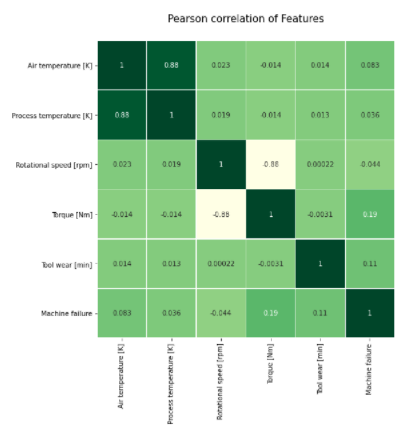 Pearson correlation of Features
Air temperature [K] 1 0.88 0.023 -0.014 0.014 0.083
Process temperature [K] 0.88 1 0.019 -0.014 0.013 0.036
Rotational speed [rpm] 0.023 0.019 1 -0.88 0.00022 -0.044
Torque [Nm] -0.014 -0.014 -0.88 1 -0.0031 0.19
Tool wear [min] 0.014 0.013 0.00022 -0.0031 1 0.11
Machine failure 0.083 0.036 -0.044 0.19 0.11 1
Air temperature [K]
Process temperature [K]
Rotational speed [rpm]
Torque [Nm]
Tool wear [min]
Machine failure